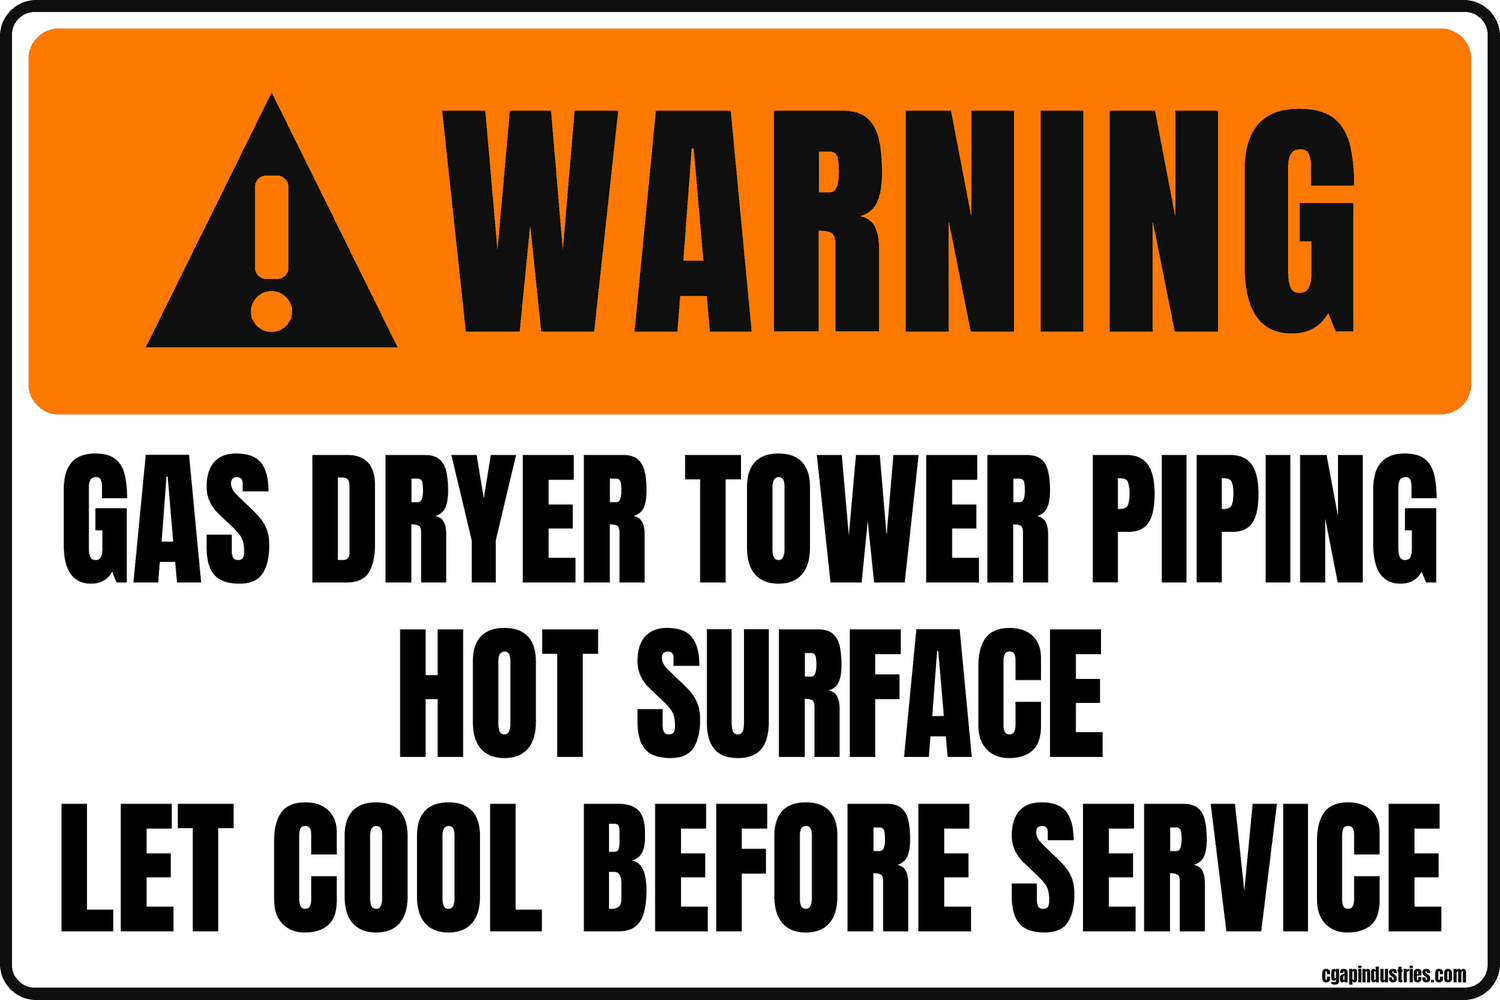 WARNING
GAS DRYER TOWER PIPING
HOT SURFACE
LET COOL BEFORE SERVICE
cgapindustries.com